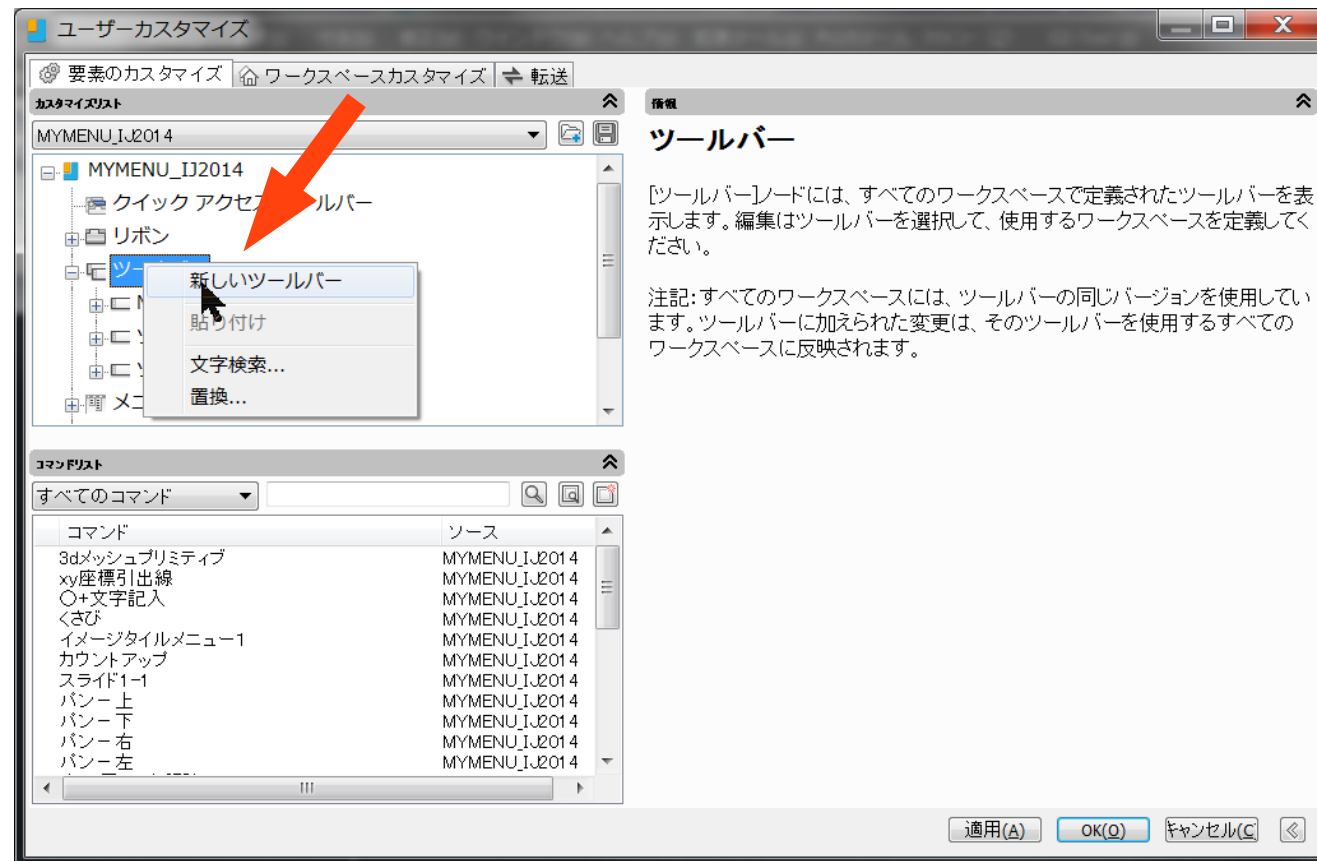 ユーザーカスタマイズ
要素のカスタマイズ ワークスペースカスタマイズ 転送
カスタマイズリスト
MYMENU_IJ2014
MYMENU_IJ2014
クイック アクセス ルバー
リボン
ツー
新しいツールバー
貼り付け
文字検索...
置換...
メニ
コマンドリスト
すべてのコマンド
コマンド ソース
3dメッシュプリミティブ MYMENU_IJ2014
xy座標引出線 MYMENU_IJ2014
○+文字記入 MYMENU_IJ2014
くさび MYMENU_IJ2014
イメージタイルメニュー1 MYMENU_IJ2014
カウントアップ MYMENU_IJ2014
スライド1-1 MYMENU_IJ2014
パン－上 MYMENU_IJ2014
パン－下 MYMENU_IJ2014
パン－右 MYMENU_IJ2014
パン－左 MYMENU_IJ2014
情報
ツールバー
[ツールバー]ノードには、すべてのワークスペースで定義されたツールバーを表
示します。編集はツールバーを選択して、使用するワークスペースを定義してく
ださい。
注記:すべてのワークスペースには、ツールバーの同じバージョンを使用してい
ます。ツールバーに加えられた変更は、そのツールバーを使用するすべての
ワークスペースに反映されます。
適用(A) OK(O) キャンセル(C